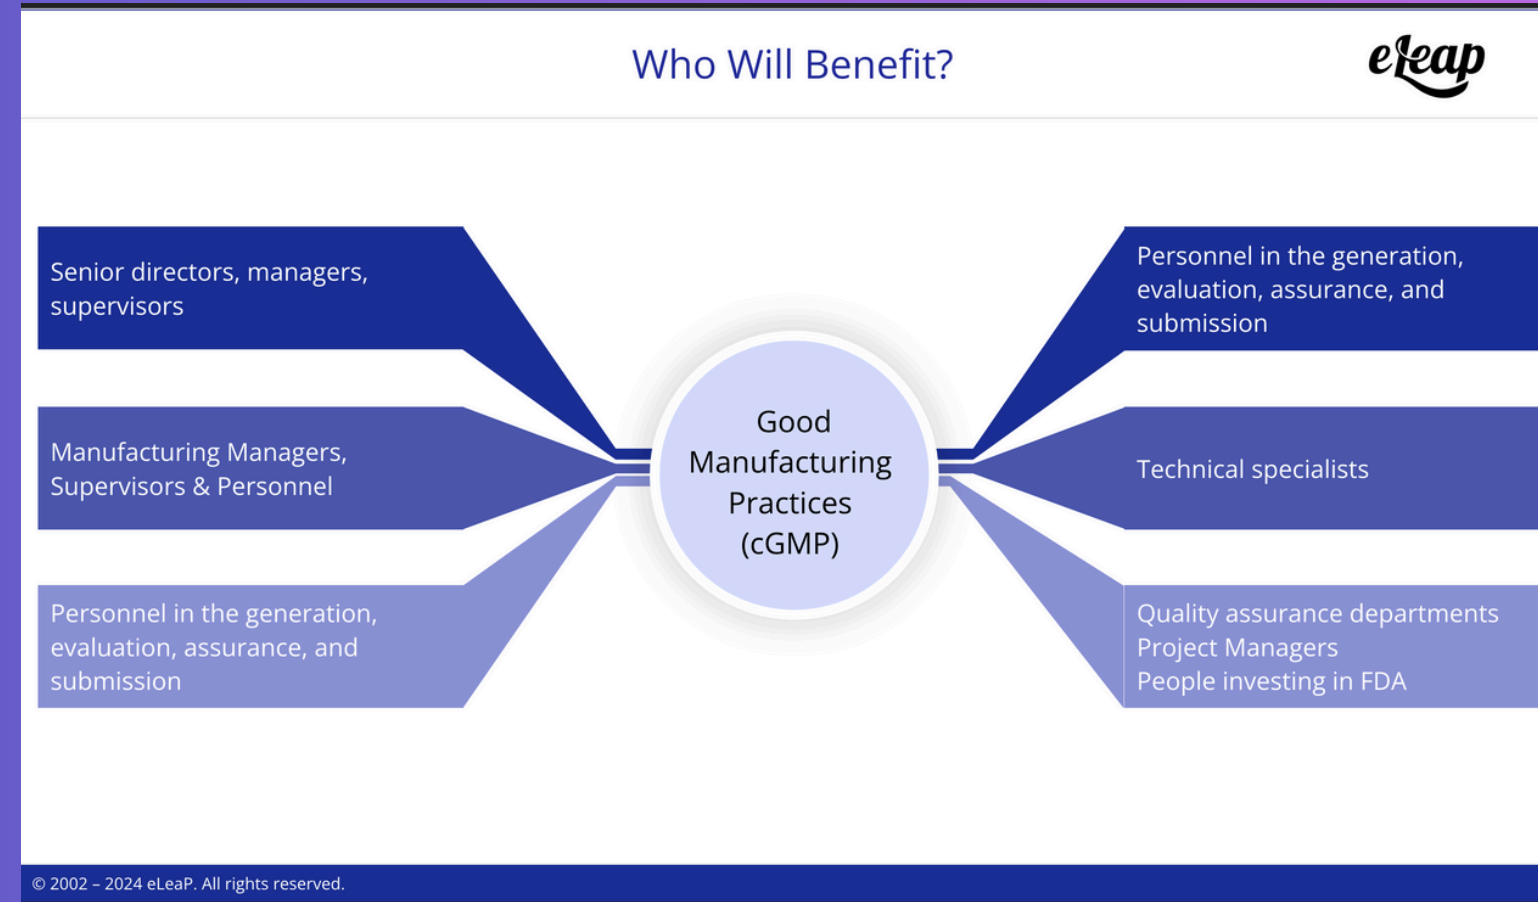 Who Will Benefit?
eLeap
Senior directors, managers,
supervisors
Manufacturing Managers,
Supervisors & Personnel
Personnel in the generation,
evaluation, assurance, and
submission
Good
Manufacturing
Practices
(cGMP)
Personnel in the generation,
evaluation, assurance, and
submission
Technical specialists
Quality assurance departments
Project Managers
People investing in FDA
© 2002 – 2024 eLeaP. All rights reserved.